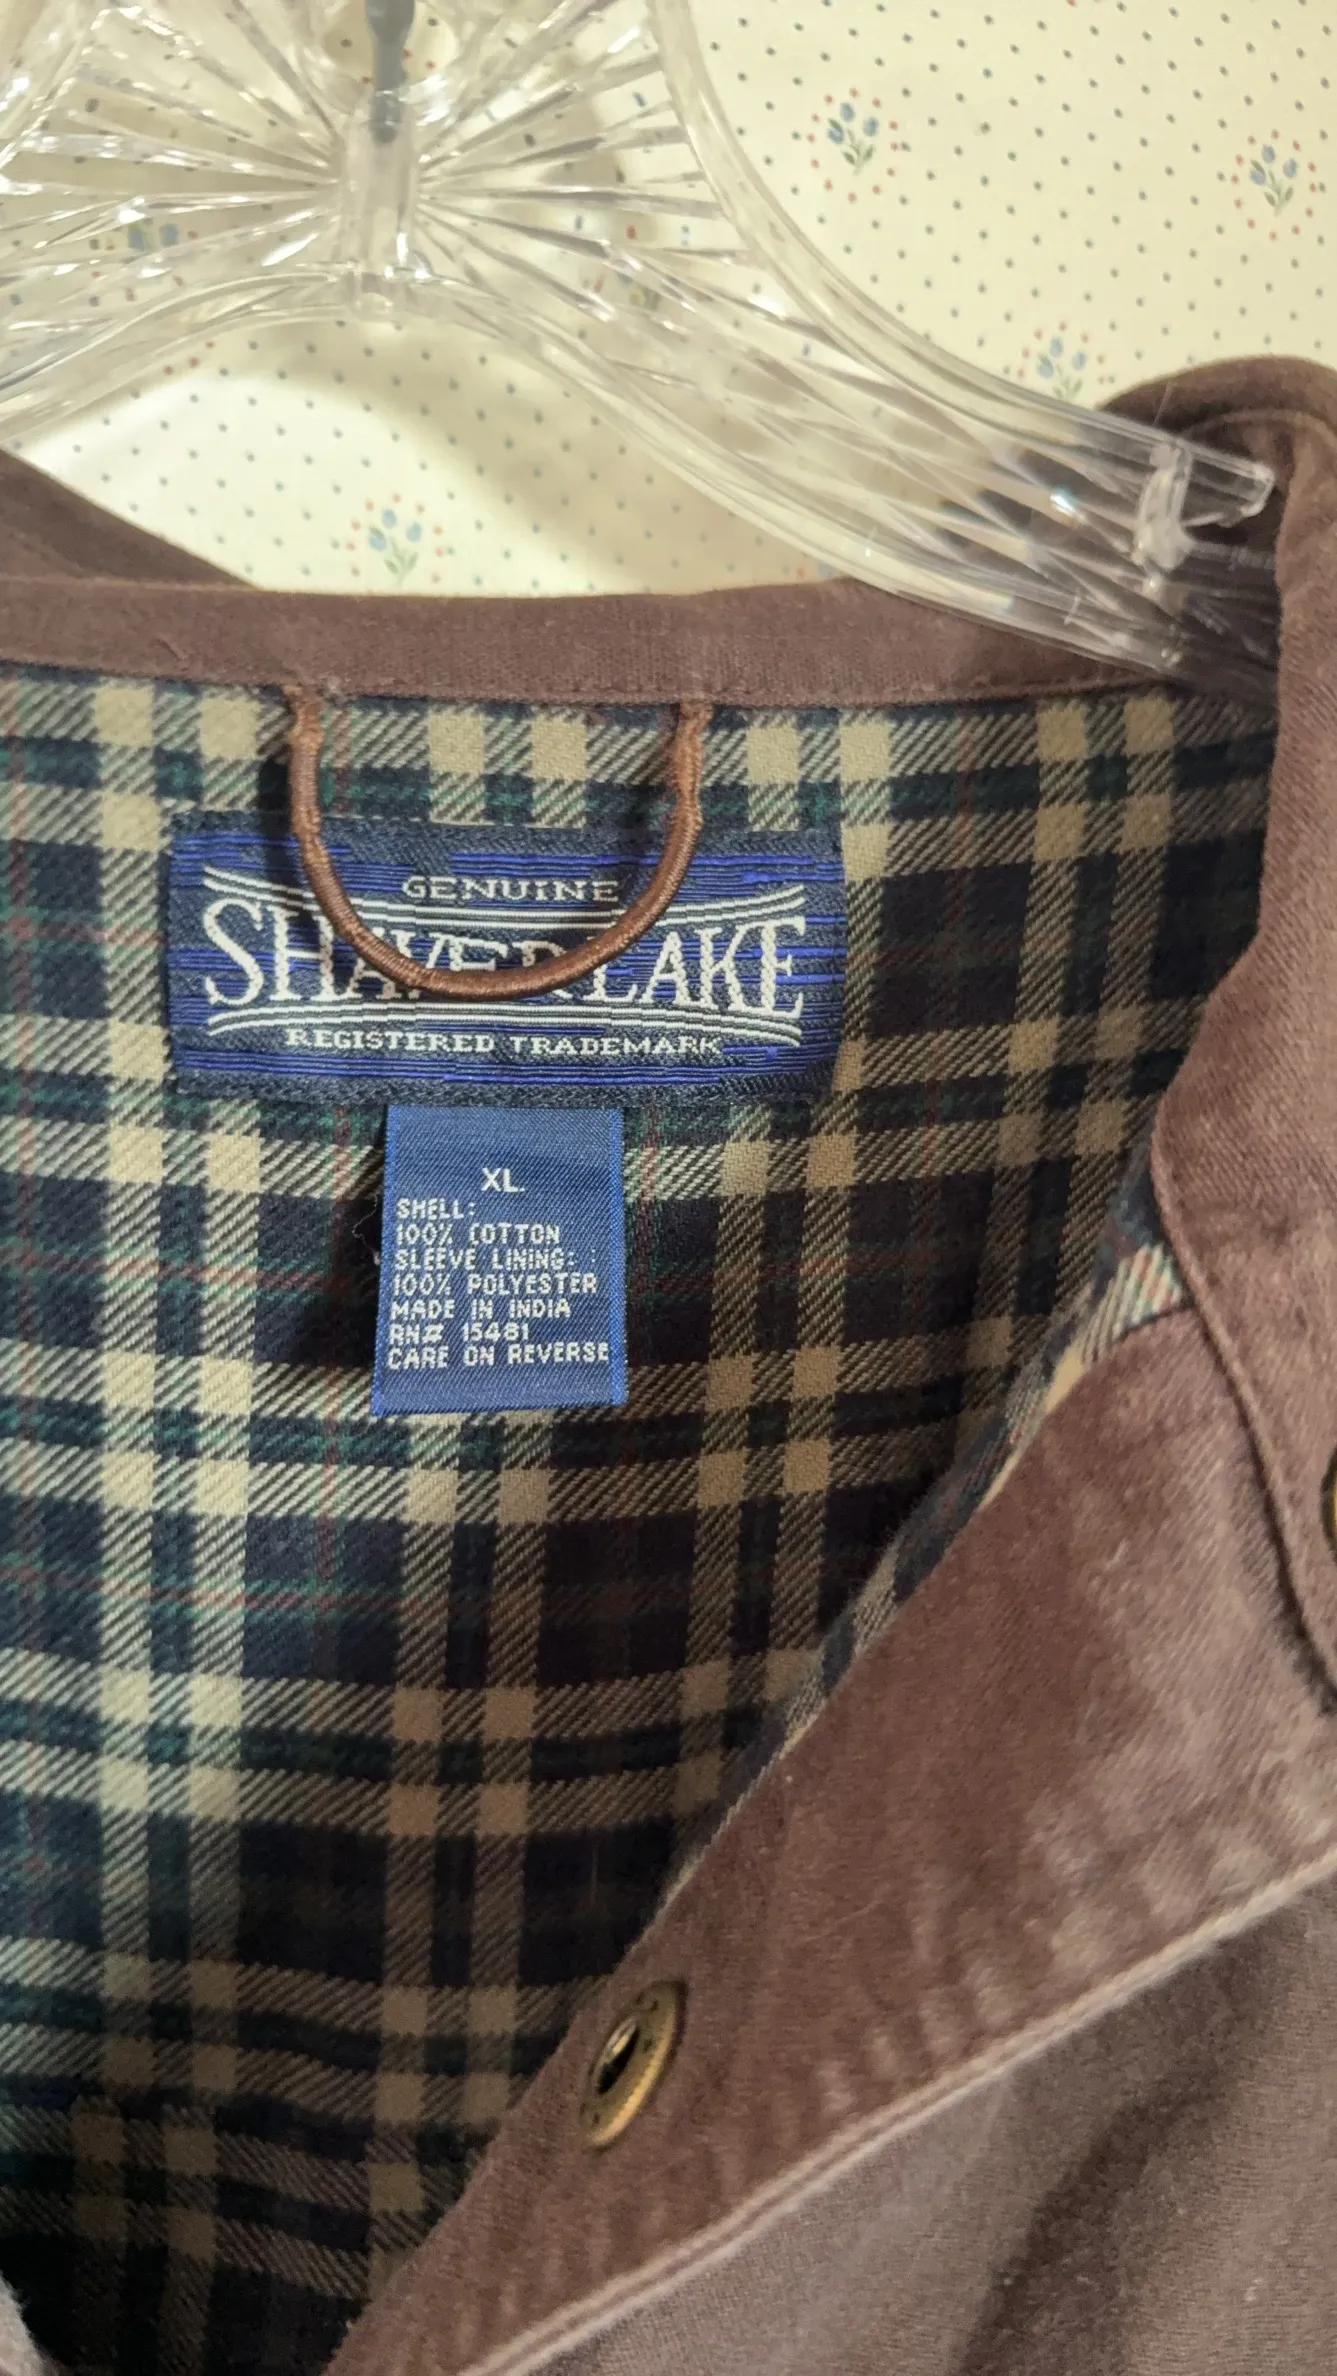 GENUINE
SHAVER LAKE
REGISTERED TRADEMARK
XL.
SHELL:
100% COTTON
SLEEVE LINING:
100% POLYESTER
MADE IN INDIA
RN# 15481
CARE ON REVERSE